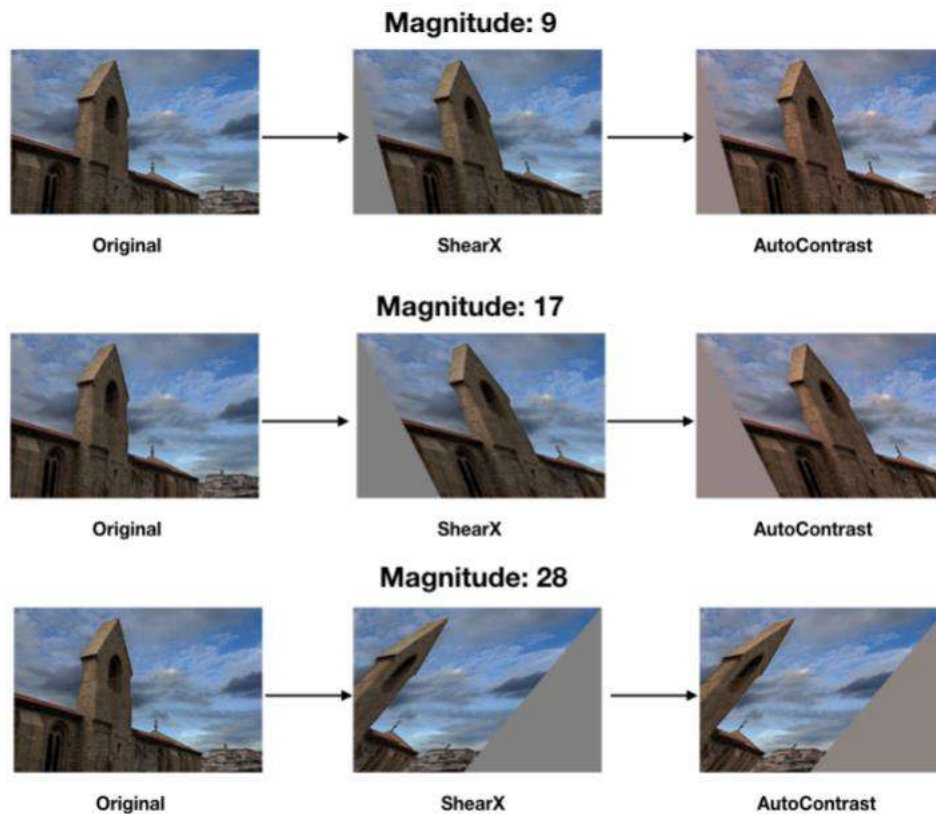 Magnitude: 9
Original
ShearX
AutoContrast
Magnitude: 17
Original
ShearX
AutoContrast
Magnitude: 28
Original
ShearX
AutoContrast